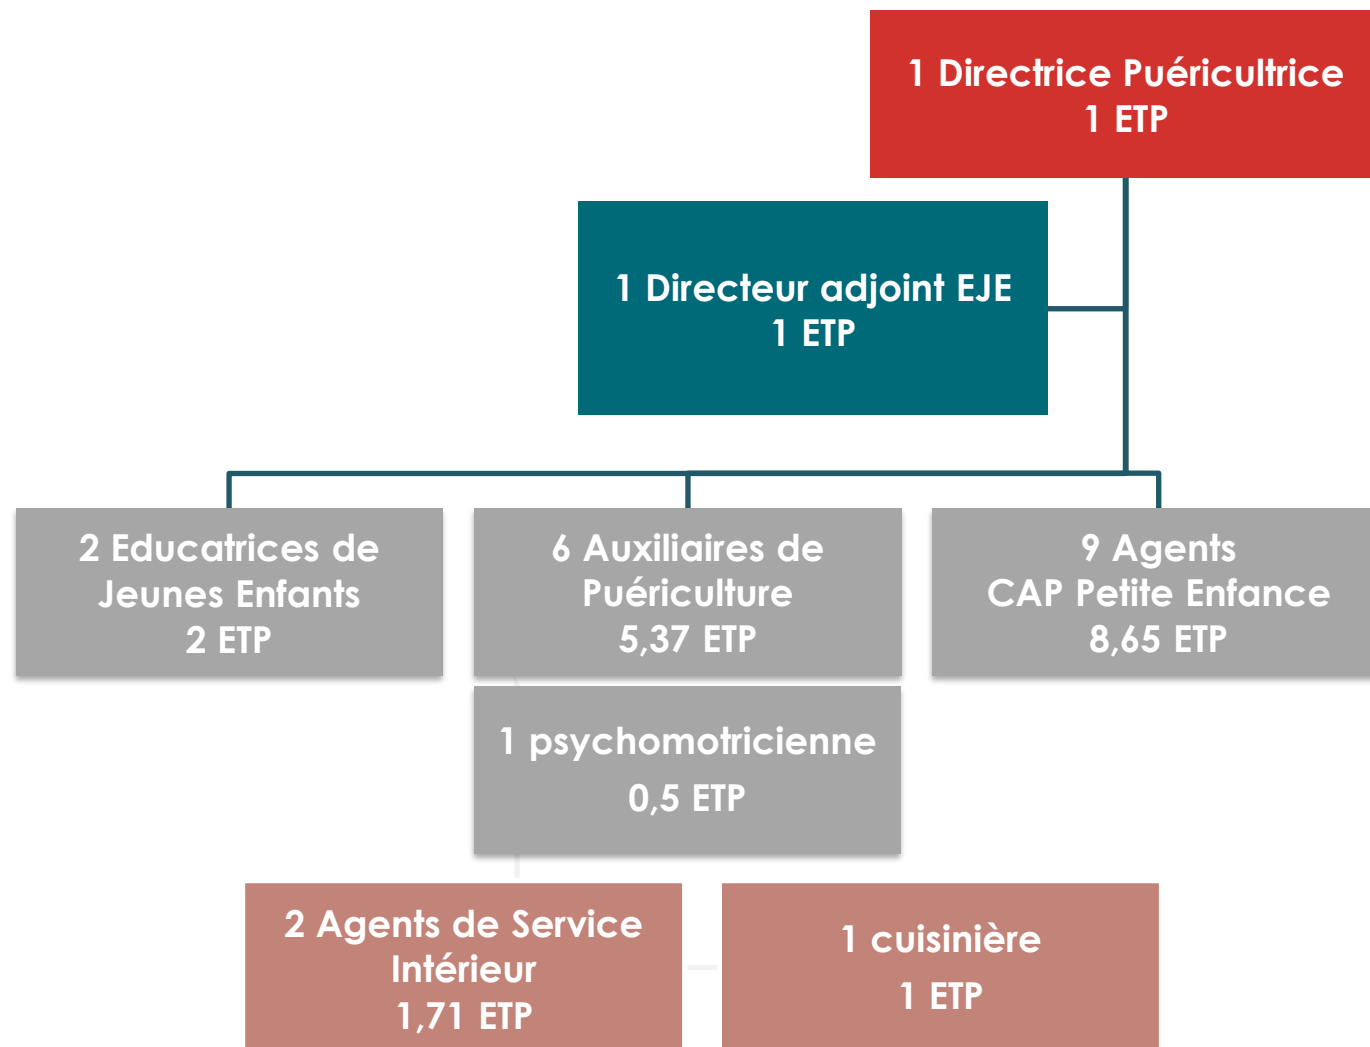 1 Directrice Puéricultrice
1 ETP
1 Directeur adjoint EJE
1 ETP
2 Educatrices de
Jeunes Enfants
2 ETP
6 Auxiliaires de
Puériculture
5,37 ETP
9 Agents
CAP Petite Enfance
8,65 ETP
1 psychomotricienne
0,5 ETP
2 Agents de Service
Intérieur
1,71 ETP
1 cuisinière
1 ETP